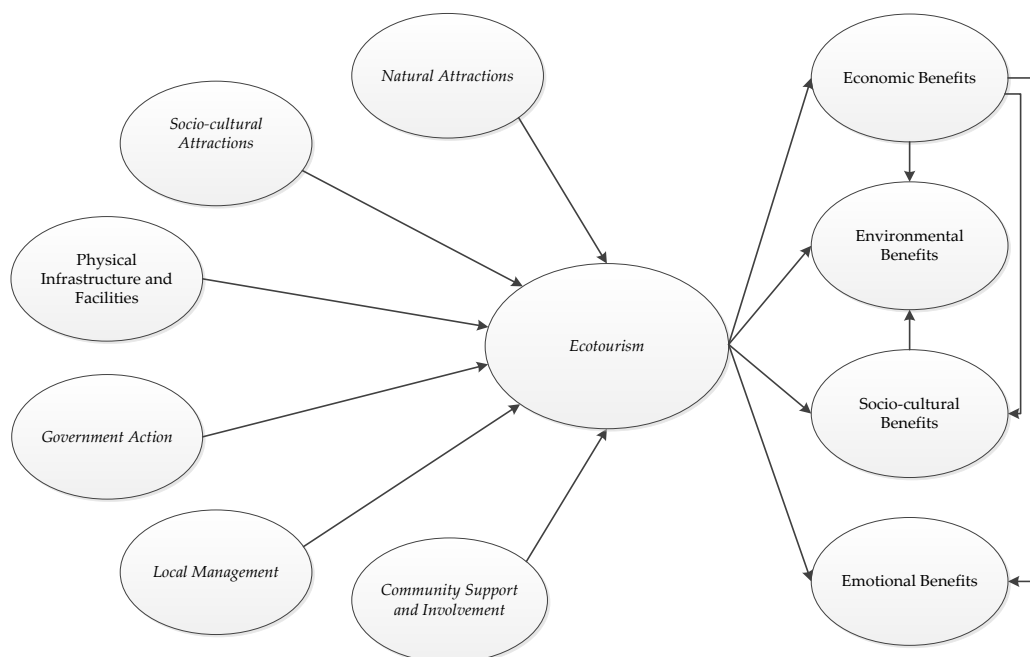 Natural Attractions
Economic Benefits
Socio-cultural
Attractions
Physical
Infrastructure and
Facilities
Environmental
Benefits
Ecotourism
Socio-cultural
Benefits
Government Action
Local Management
Community Support
and Involvement
Emotional Benefits